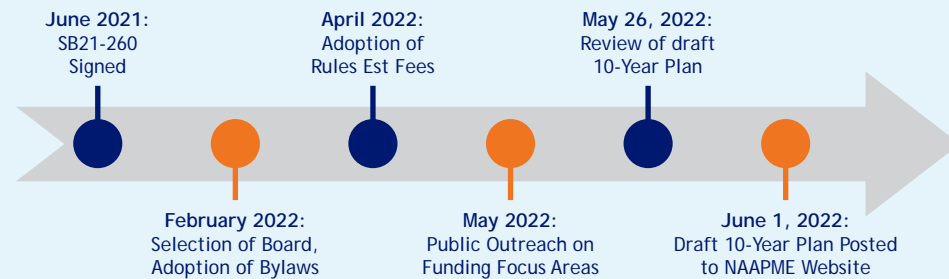 June 2021:
SB21-260
Signed
April 2022:
Adoption of
Rules Est Fees
May 26, 2022:
Review of draft
10-Year Plan
February 2022:
Selection of Board,
Adoption of Bylaws
May 2022:
Public Outreach on
Funding Focus Areas
June 1, 2022:
Draft 10-Year Plan Posted
to NAAPME Website